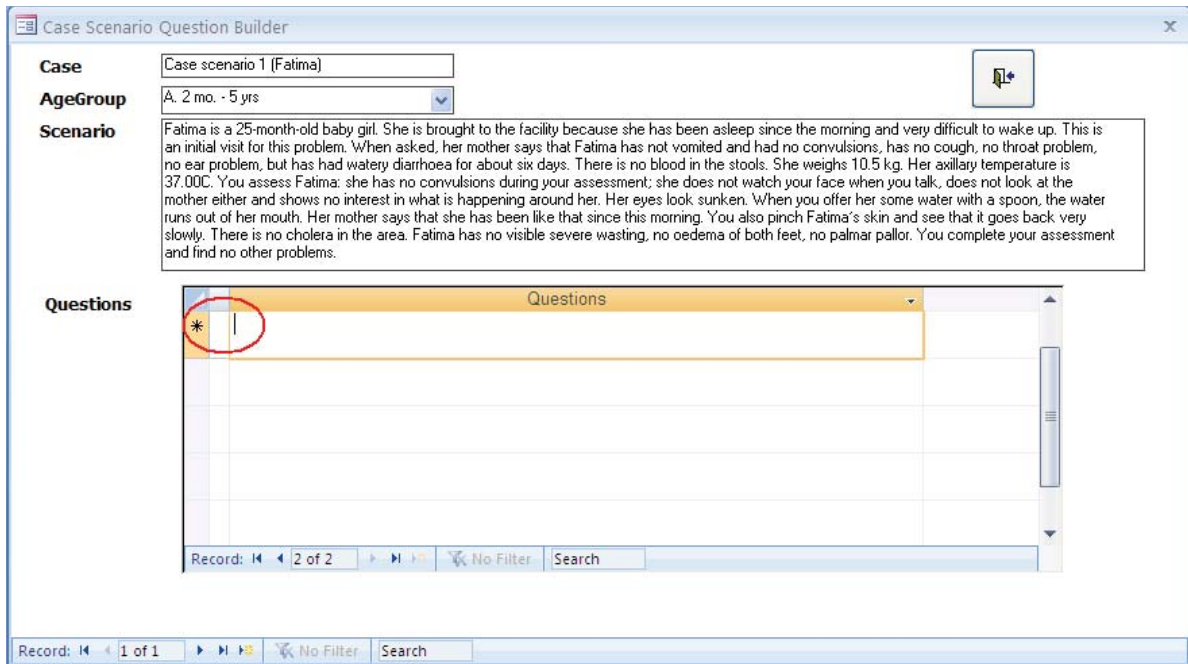 Case Scenario Question Builder
x
Case
Case scenario 1 (Fatima)
AgeGroup
A. 2 mo. - 5 yrs
Scenario
Fatima is a 25-month-old baby girl. She is brought to the facility because she has been asleep since the morning and very difficult to wake up. This is
an initial visit for this problem. When asked, her mother says that Fatima has not vomited and had no convulsions, has no cough, no throat problem,
no ear problem, but has had watery diarrhoea for about six days. There is no blood in the stools. She weighs 10.5 kg. Her axillary temperature is
37.00C. You assess Fatima: she has no convulsions during your assessment; she does not watch your face when you talk, does not look at the
mother either and shows no interest in what is happening around her. Her eyes look sunken. When you offer her some water with a spoon, the water
runs out of her mouth. Her mother says that she has been like that since this morning. You also pinch Fatima´s skin and see that it goes back very
slowly. There is no cholera in the area. Fatima has no visible severe wasting, no oedema of both feet, no palmar pallor. You complete your assessment
and find no other problems.
Questions
Questions
*
Record: 2 of 2 No Filter Search
Record: 1 of 1 No Filter Search